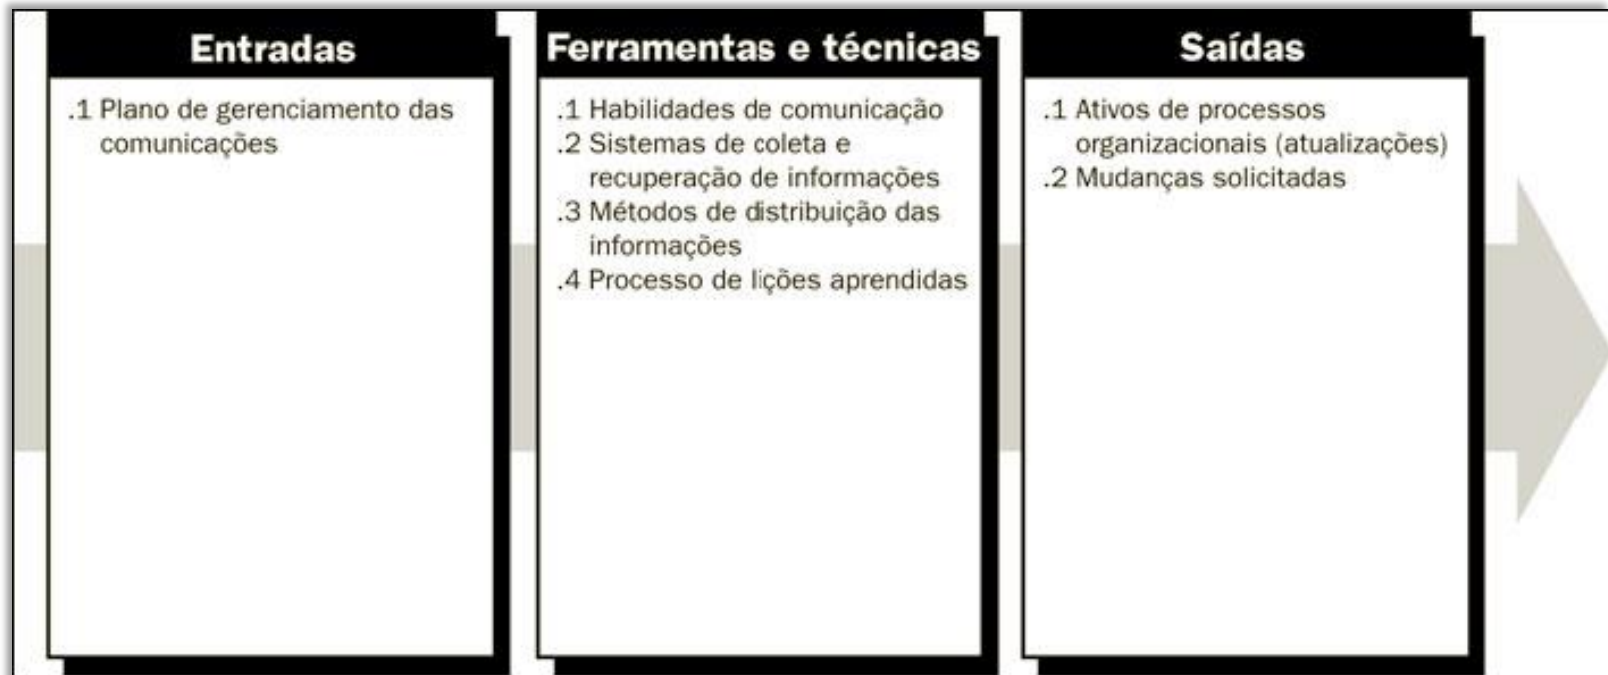 Entradas
.1 Plano de gerenciamento das
comunicações
Ferramentas e técnicas
.1 Habilidades de comunicação
.2 Sistemas de coleta e
recuperação de informações
.3 Métodos de distribuição das
informações
.4 Processo de lições aprendidas
Saídas
.1 Ativos de processos
organizacionais (atualizações)
.2 Mudanças solicitadas